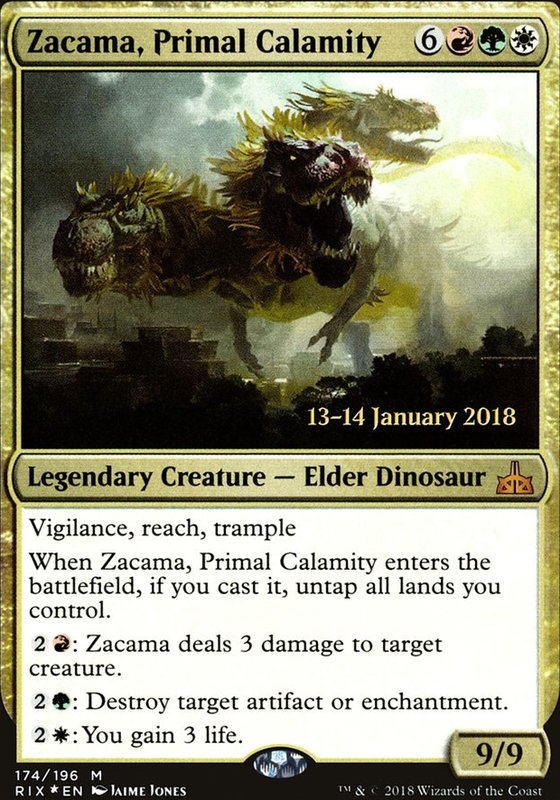 Zacama, Primal Calamity 6
13–14 January 2018
Legendary Creature — Elder Dinosaur
Vigilance, reach, trample
When Zacama, Primal Calamity enters the
battlefield, if you cast it, untap all lands you
control.
2 : Zacama deals 3 damage to target
creature.
2 : Destroy target artifact or enchantment.
2 : You gain 3 life.
9/9
174/196 M
RIX ★ EN Jaime Jones
™ & © 2018 Wizards of the Coast